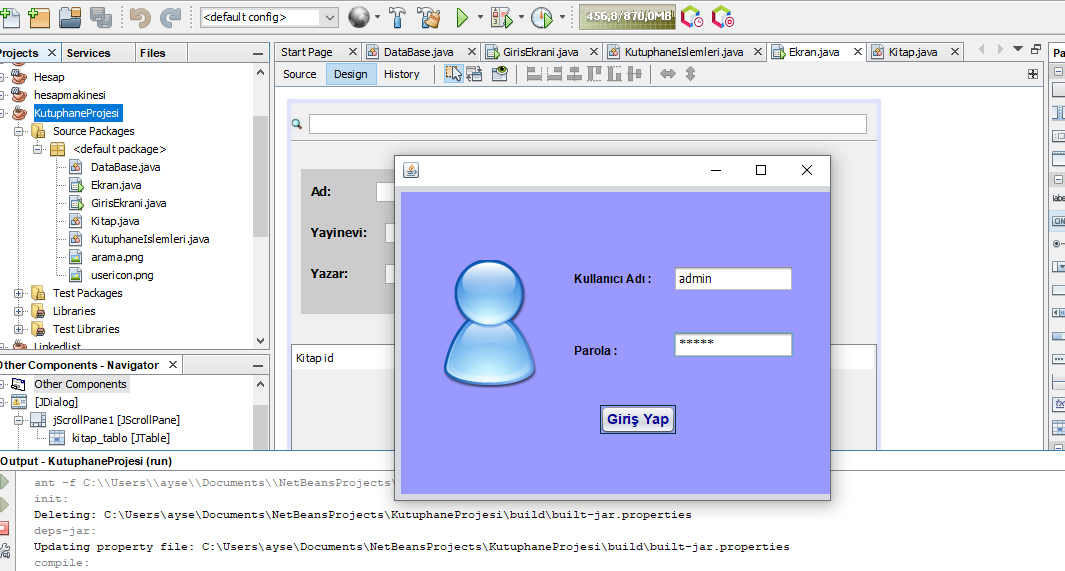 <default config>
456,8/870,0MB
Projects
Services
Files
Start Page
DataBase.java
GirisEkrani.java
KutuphaneIslemleri.java
Ekran.java
Kitap.java
Pa
Source
Design
History
Hesap
hesapmakinesi
KutuphaneProjesi
Source Packages
<default package>
DataBase.java
Ekran.java
GirisEkrani.java
Kitap.java
KutuphaneIslemleri.java
arama.png
usericon.png
Test Packages
Libraries
Test Libraries
Linkedlist
Ad:
Yayinevi:
Yazar:
Kitap id
Kullanıcı Adı :
admin
Parola :
*****
Giriş Yap
label
ON
Other Components - Navigator
Other Components
[JDialog]
jScrollPane1 [JScrollPane]
kitap_tablo [JTable]
Output - KutuphaneProjesi (run)
ant -f C:\\Users\\ayse\\Documents\\NetBeansProjects\
init:
Deleting: C:\Users\ayse\Documents\NetBeansProjects\KutuphaneProjesi\build\built-jar.properties
deps-jar:
Updating property file: C:\Users\ayse\Documents\NetBeansProjects\KutuphaneProjesi\build\built-jar.properties
compile: